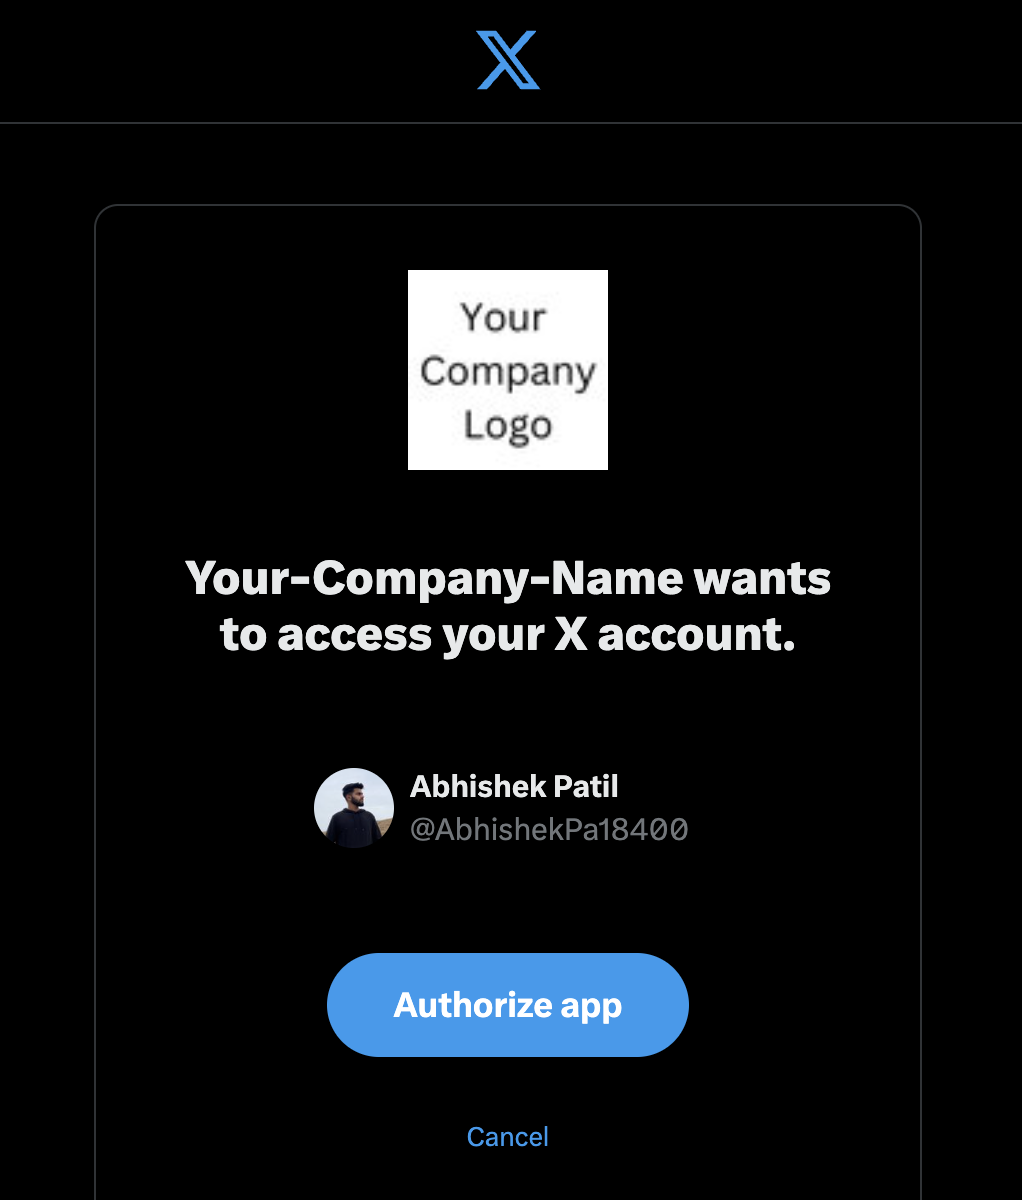 Your
Company
Logo
Your-Company-Name wants
to access your X account.
Abhishek Patil
@AbhishekPa18400
Authorize app
Cancel